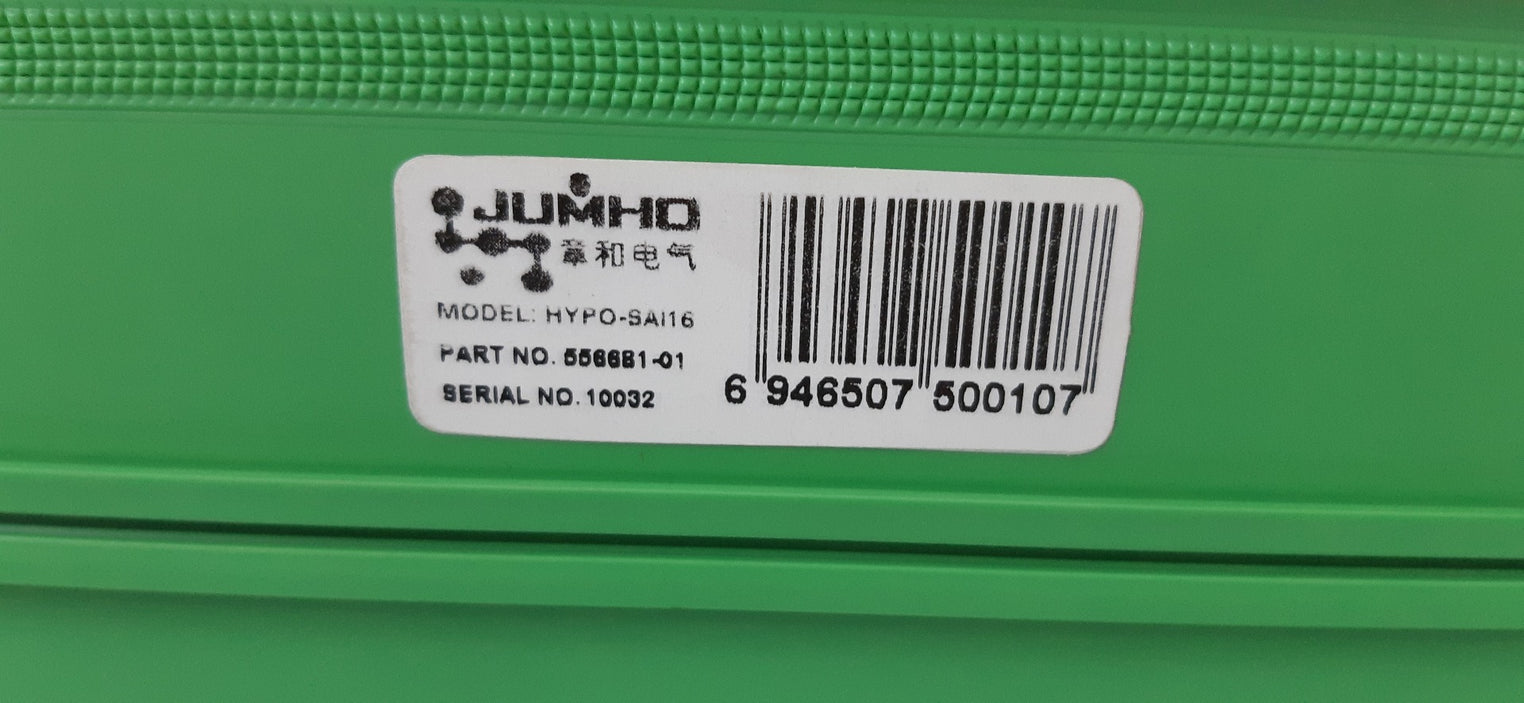 JUMHO
章和电气
MODEL: HYPO-SAI16
PART NO. 556681-01
SERIAL NO. 10032
6 946507 500107